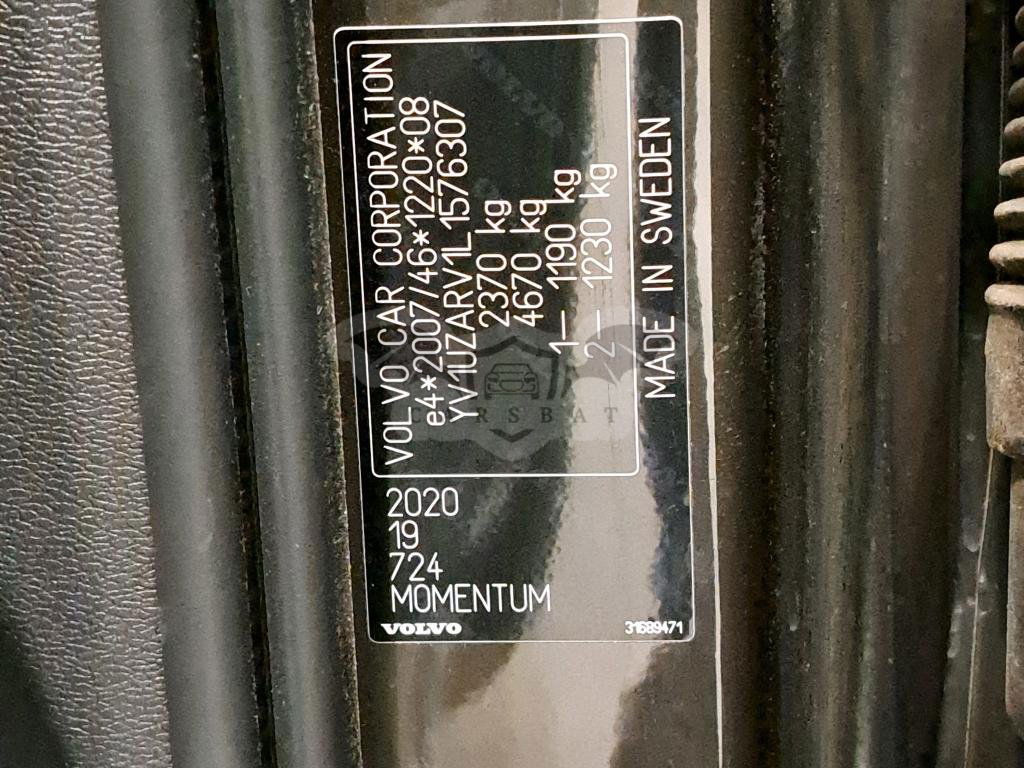 VOLVO CAR CORPORATION
e4*2007/46*1220*08
YV1UZARV1L1576307
2370 kg
4670 kg
1— 1190 kg
2— 1230 kg
MADE IN SWEDEN
2020
19
724
MOMENTUM
VOLVO
31689471
CARSBAT